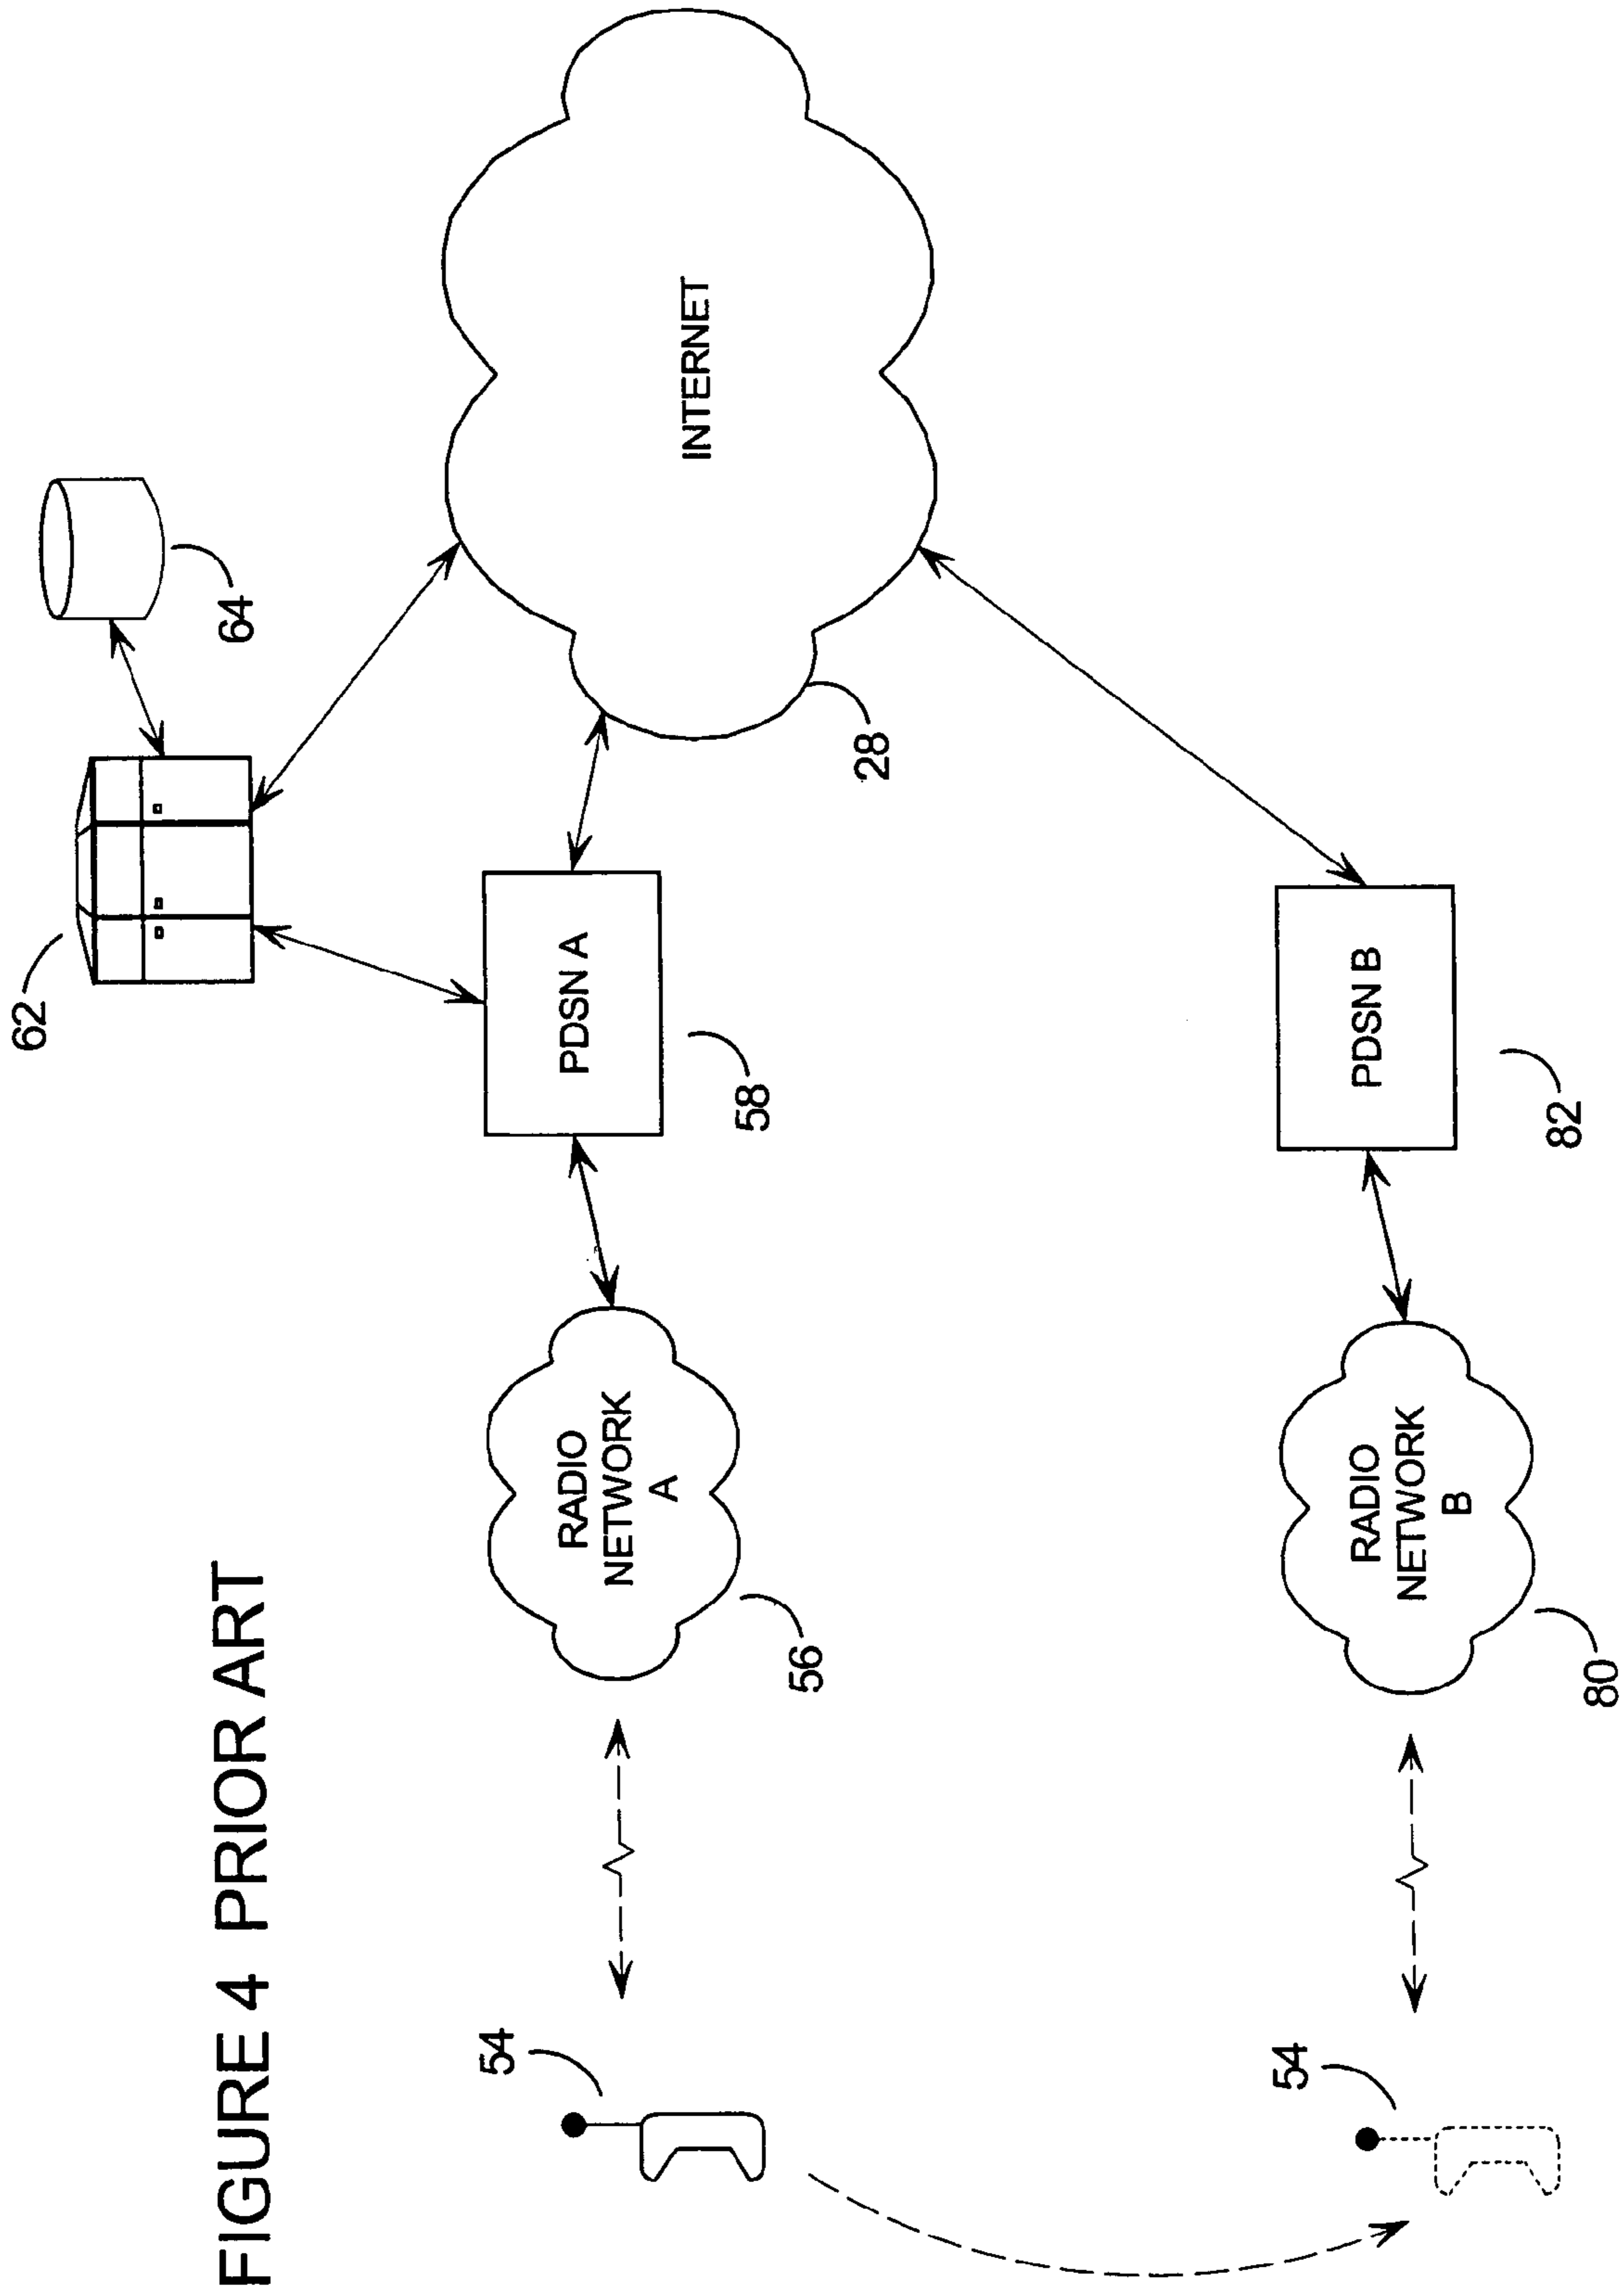 FIGURE 4 PRIOR ART
62
64
INTERNET
28
PDSN A
58
RADIO
NETWORK
A
56
54
PDSN B
82
RADIO
NETWORK
B
80
54